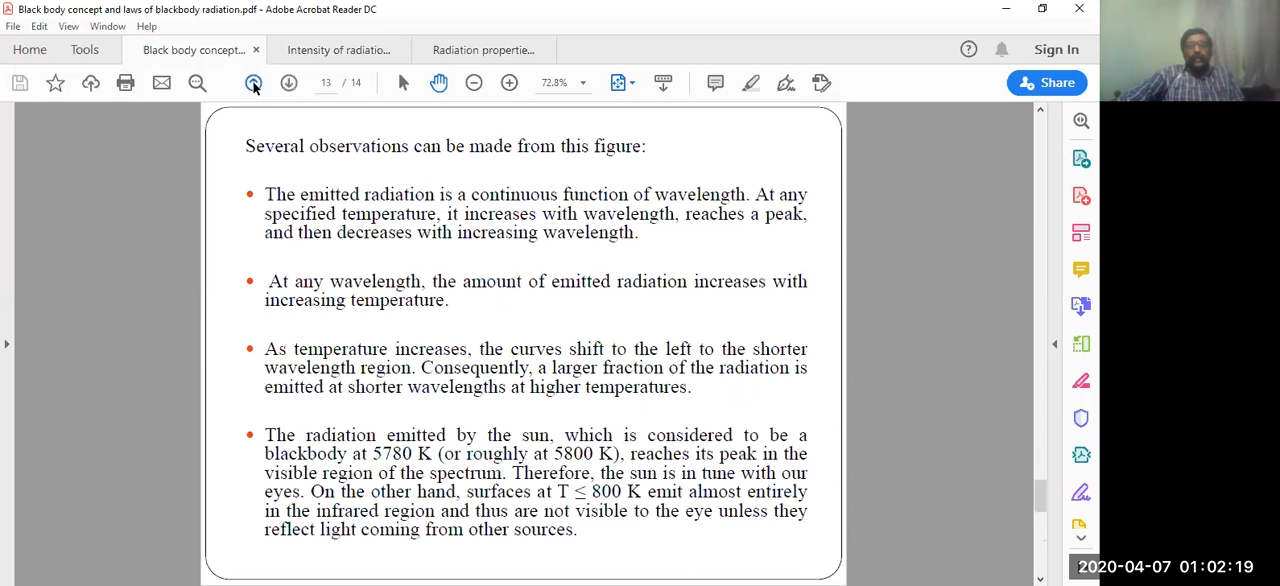 Black body concept and laws of blackbody radiation.pdf - Adobe Acrobat Reader DC
File Edit View Window Help
Home Tools Black body concept... × Intensity of radiatio... Radiation propertie... Sign In
13 / 14 72.8% Share
Several observations can be made from this figure:
• The emitted radiation is a continuous function of wavelength. At any
specified temperature, it increases with wavelength, reaches a peak,
and then decreases with increasing wavelength.
• At any wavelength, the amount of emitted radiation increases with
increasing temperature.
• As temperature increases, the curves shift to the left to the shorter
wavelength region. Consequently, a larger fraction of the radiation is
emitted at shorter wavelengths at higher temperatures.
• The radiation emitted by the sun, which is considered to be a
blackbody at 5780 K (or roughly at 5800 K), reaches its peak in the
visible region of the spectrum. Therefore, the sun is in tune with our
eyes. On the other hand, surfaces at T ≤ 800 K emit almost entirely
in the infrared region and thus are not visible to the eye unless they
reflect light coming from other sources.
2020-04-07 01:02:19